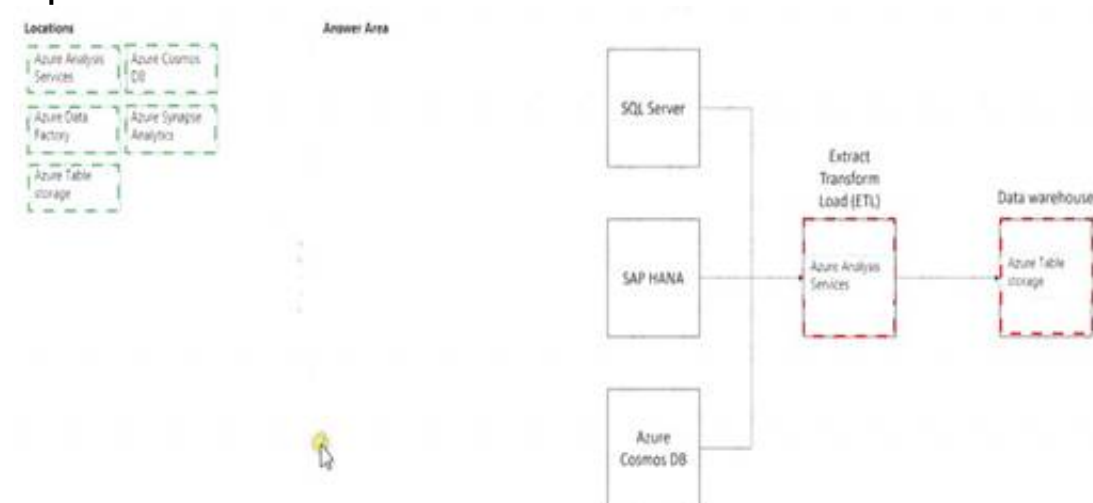 Locations
Answer Area
Azure Analysis
Services
Azure Cosmos
DB
Azure Data
Factory
Azure Synapse
Analytics
Azure Table
storage
SQL Server
SAP HANA
Azure
Cosmos DB
Extract
Transform
Load (ETL)
Azure Analysis
Services
Data warehouse
Azure Table
storage